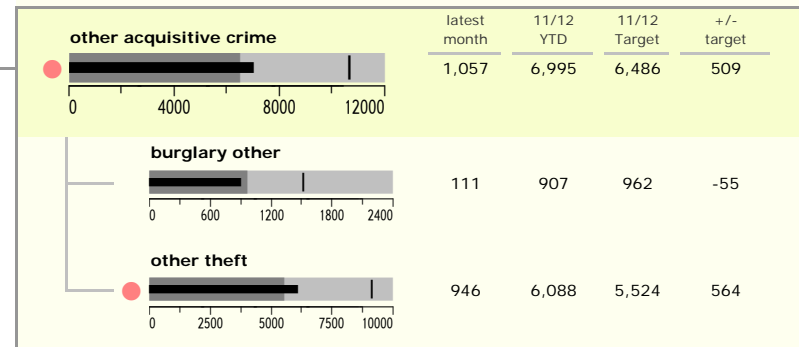 latest month 11/12 YTD 11/12 Target +/- target
other acquisitive crime
1,057 6,995 6,486 509
0 4000 8000 12000
burglary other
111 907 962 -55
0 600 1200 1800 2400
other theft
946 6,088 5,524 564
0 2500 5000 7500 10000